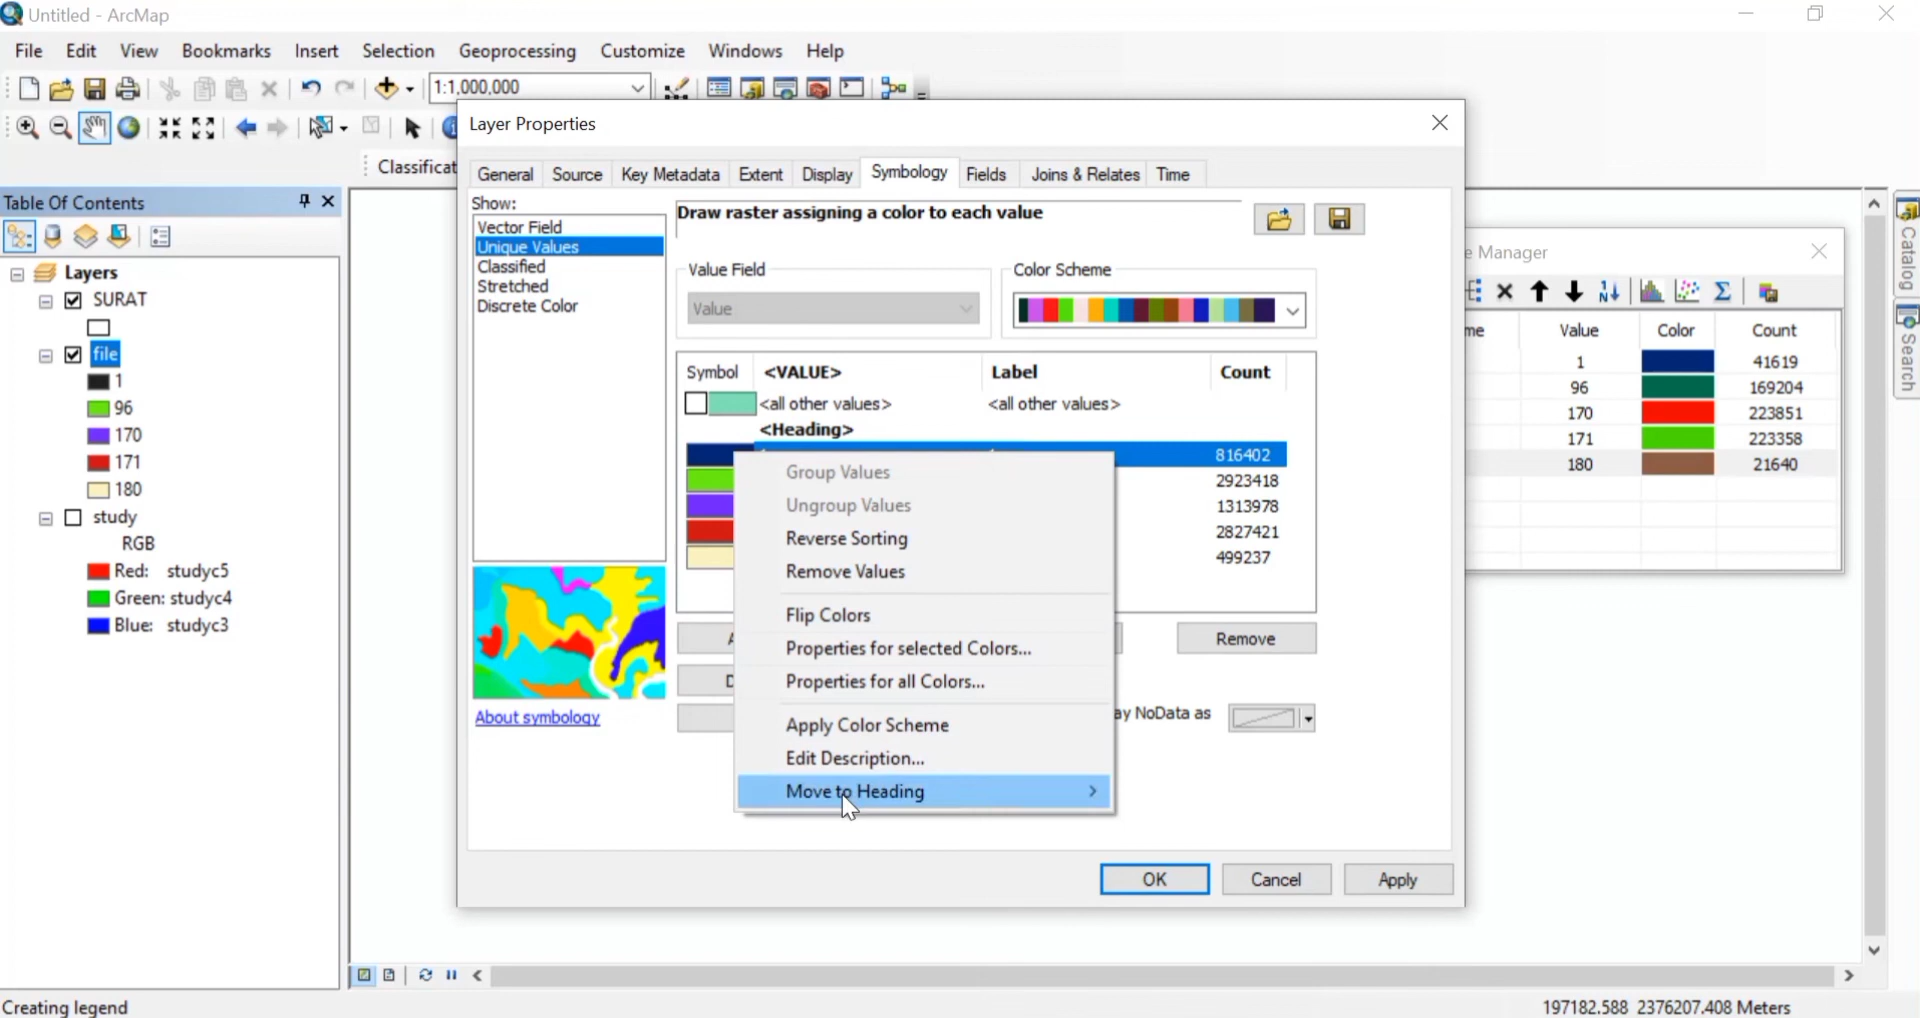 Untitled - ArcMap
File Edit View Bookmarks Insert Selection Geoprocessing Customize Windows Help
1:1,000,000
Classificat
Table Of Contents
Layers
SURAT
file
1
96
170
171
180
study
RGB
Red: studyc5
Green: studyc4
Blue: studyc3
Layer Properties
General Source Key Metadata Extent Display Symbology Fields Joins & Relates Time
Show:
Vector Field
Unique Values
Classified
Stretched
Discrete Color
About symbology
Draw raster assigning a color to each value
Value Field
Value
Color Scheme
Symbol <VALUE> Label Count
<all other values> <all other values>
<Heading>
816402
2923418
1313978
2827421
499237
Group Values
Ungroup Values
Reverse Sorting
Remove Values
Flip Colors
Properties for selected Colors...
Properties for all Colors...
Apply Color Scheme
Edit Description...
Move to Heading
Remove
ay NoData as
OK Cancel Apply
e Manager
me Value Color Count
1 41619
96 169204
170 223851
171 223358
180 21640
Catalog
Search
Creating legend
197182.588 2376207.408 Meters